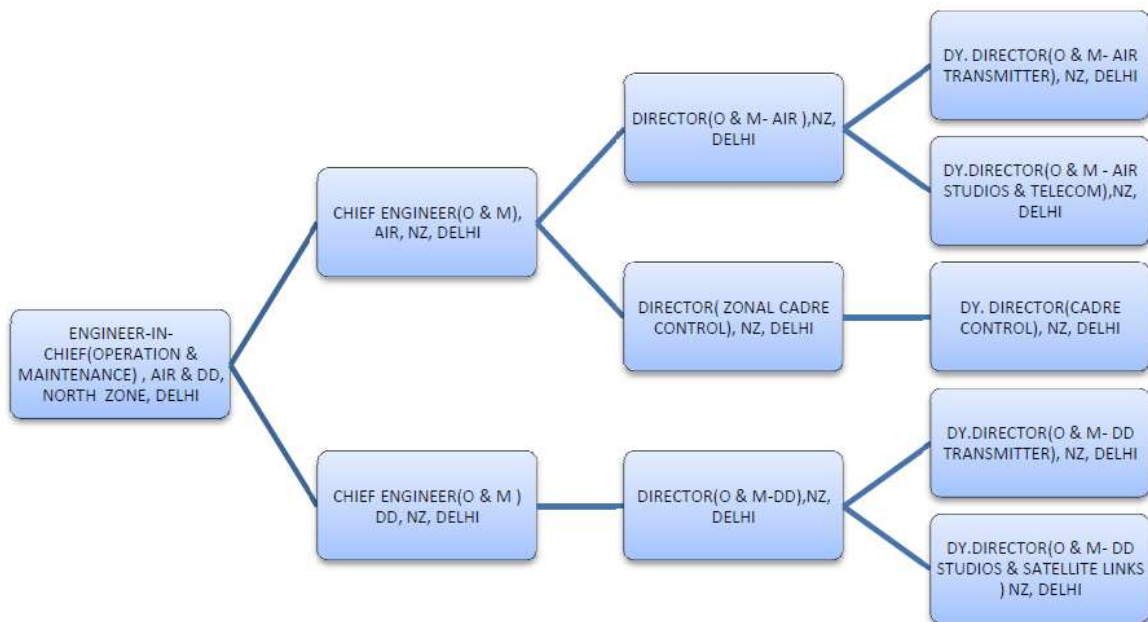 ENGINEER-IN-
CHIEF(OPERATION &
MAINTENANCE) , AIR & DD,
NORTH ZONE, DELHI
CHIEF ENGINEER(O & M),
AIR, NZ, DELHI
DIRECTOR(O & M- AIR ),NZ,
DELHI
DY. DIRECTOR(O & M- AIR
TRANSMITTER), NZ, DELHI
DY.DIRECTOR(O & M - AIR
STUDIOS & TELECOM),NZ,
DELHI
DIRECTOR( ZONAL CADRE
CONTROL), NZ, DELHI
DY. DIRECTOR(CADRE
CONTROL), NZ, DELHI
CHIEF ENGINEER(O & M )
DD, NZ, DELHI
DIRECTOR(O & M-DD),NZ,
DELHI
DY.DIRECTOR(O & M- DD
TRANSMITTER), NZ, DELHI
DY.DIRECTOR(O & M- DD
STUDIOS & SATELLITE LINKS
) NZ, DELHI